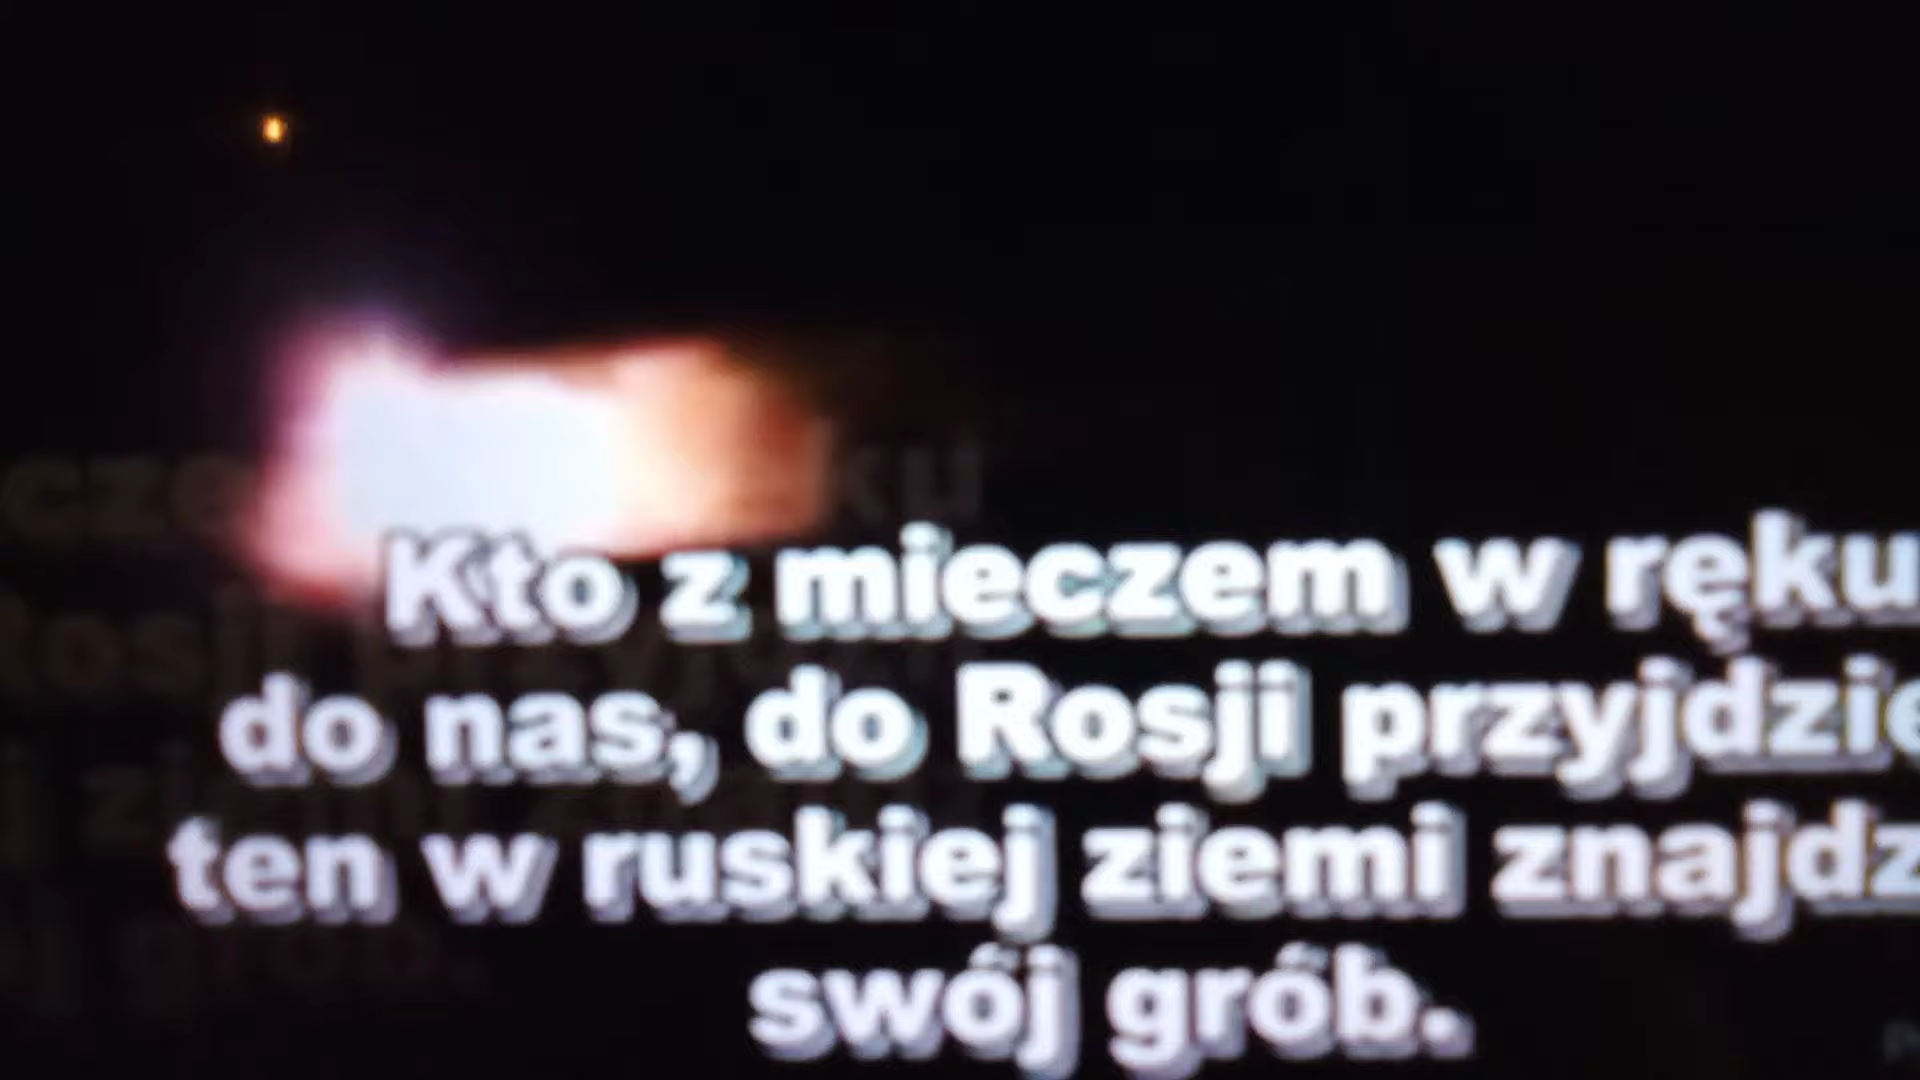 Kto z mieczem w ręku
do nas, do Rosji przyjdzie
ten w ruskiej ziemi znajdz
swój grób.